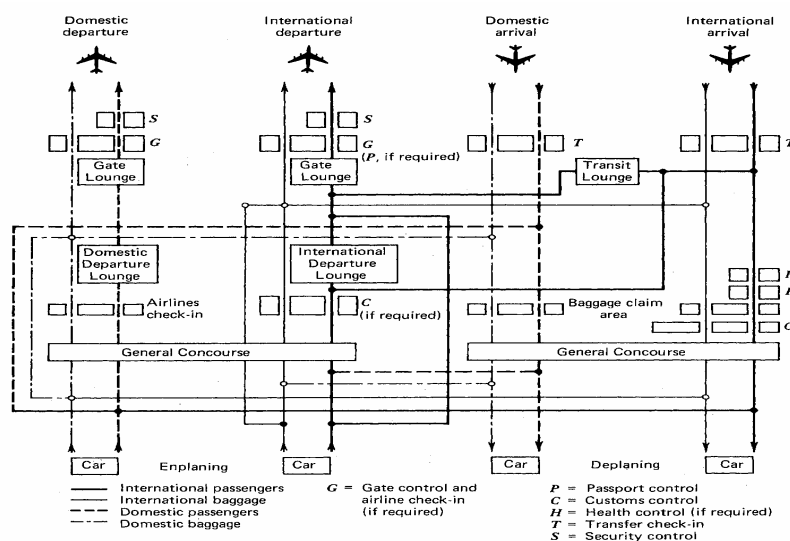 Domestic departure
International departure
Domestic arrival
International arrival
S
S
G
G
(P, if required)
T
T
Gate Lounge
Gate Lounge
Transit Lounge
Domestic Departure Lounge
International Departure Lounge
Airlines check-in
C
(if required)
Baggage claim area
General Concourse
General Concourse
Car
Enplaning
Car
Car
Deplaning
Car
International passengers
International baggage
Domestic passengers
Domestic baggage
G = Gate control and airline check-in (if required)
P = Passport control
C = Customs control
H = Health control (if required)
T = Transfer check-in
S = Security control